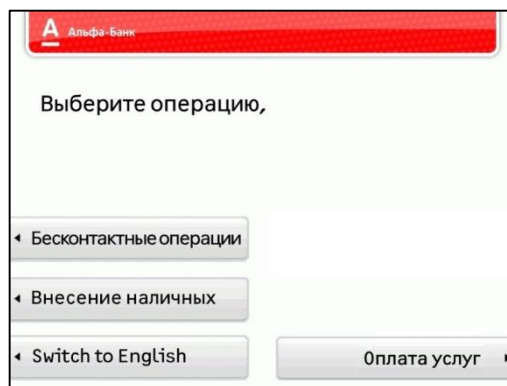 А Альфа·Банк
Выберите операцию,
Бесконтактные операции
Внесение наличных
Switch to English
Оплата услуг